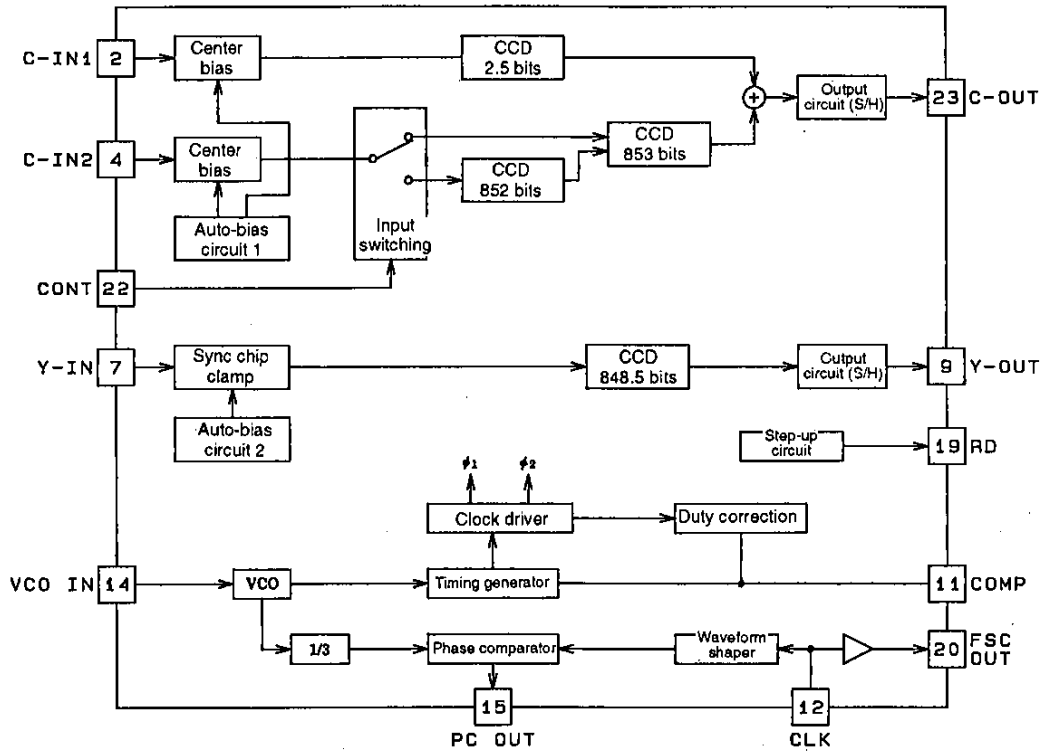 C-IN1
2
Center
bias
CCD
2.5 bits
+
Output
circuit (S/H)
23
C-OUT
C-IN2
4
Center
bias
CCD
853 bits
CCD
852 bits
Auto-bias
circuit 1
Input
switching
CONT
22
Y-IN
7
Sync chip
clamp
CCD
848.5 bits
Cutput
circuit (S/H)
9
Y-OUT
Auto-bias
circuit 2
Step-up
circuit
19
RD
ϕ1
ϕ2
Clock driver
Duty correction
VCO IN
14
VCO
Timing generator
11
COMP
1/3
Phase comparator
Waveform
shaper
20
FSC
OUT
15
12
PC OUT
CLK